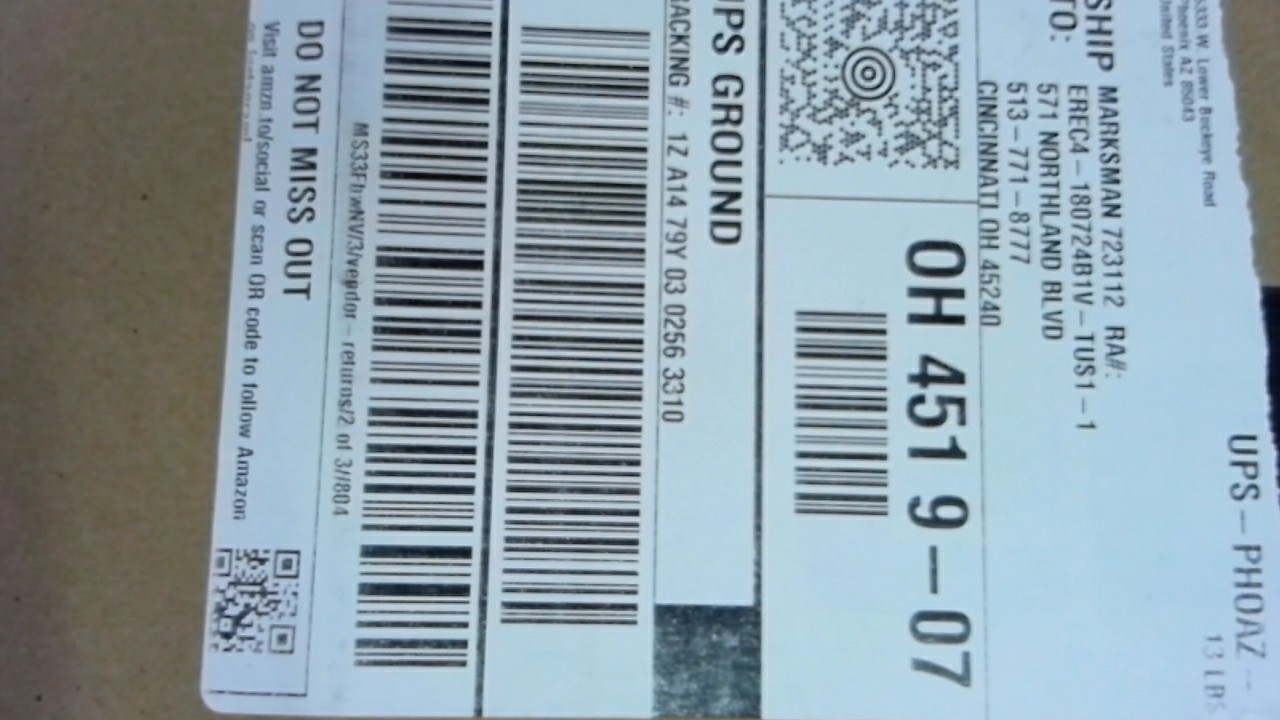 UPS-PHOAZ-
13 LBS
6333 W Lower Buckeye Road
Phoenix AZ 85043
United States
SHIP
TO:
MARKSMAN 723112 RA#:
EREC4-180724B1V-TUS1-1
571 NORTHLAND BLVD
513-771-8777
CINCINNATI OH 45240
OH 451 9-07
UPS GROUND
TRACKING #: 1Z A14 79Y 03 0256 3310
MS33FbwNV/3/vendor-returns/2 of 3//804
DO NOT MISS OUT
Visit amzn.to/social or scan QR code to follow Amazon